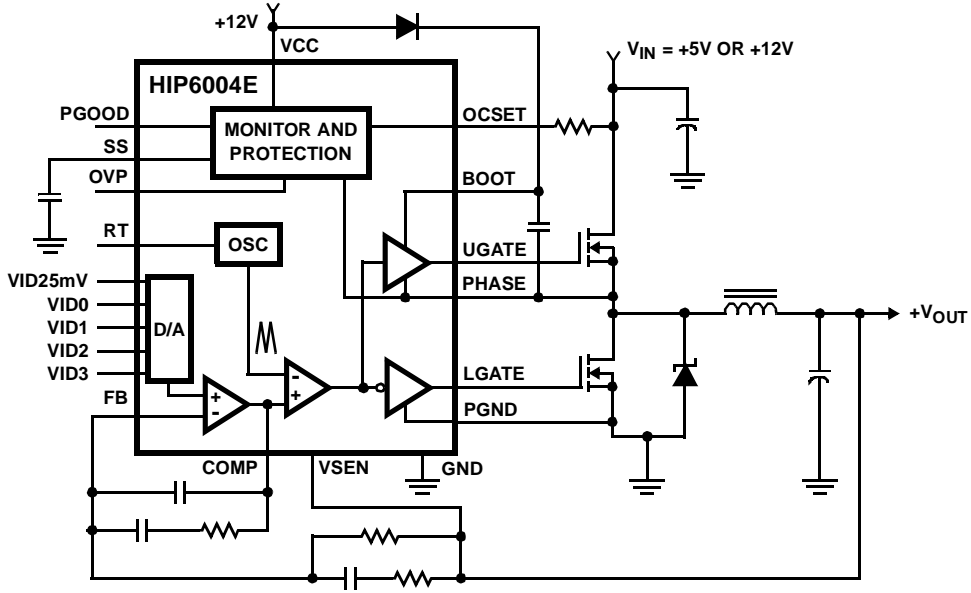 +12V
VCC
V_IN = +5V OR +12V
HIP6004E
PGOOD
MONITOR AND
PROTECTION
OCSET
SS
OVP
BOOT
RT
OSC
UGATE
PHASE
VID25mV
VID0
VID1
VID2
VID3
D/A
+V_OUT
+
-
-
+
LGATE
FB
PGND
COMP
VSEN
GND